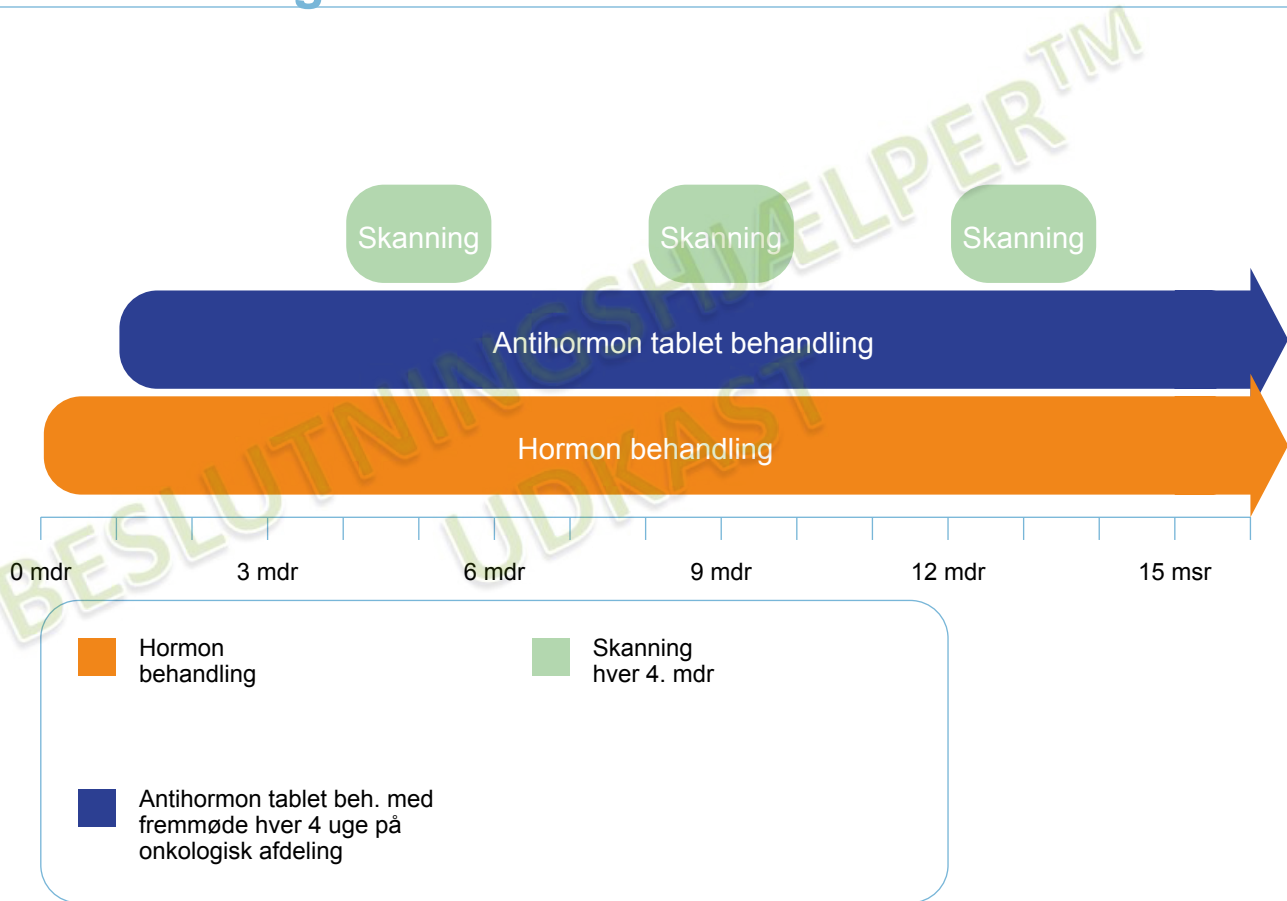 Skanning Skanning Skanning
Antihormon tablet behandling
Hormon behandling
0 mdr 3 mdr 6 mdr 9 mdr 12 mdr 15 msr
Hormon
behandling
Skanning
hver 4. mdr
Antihormon tablet beh. med
fremmøde hver 4 uge på
onkologisk afdeling
BESLUTNINGSHJÆLPER™
UDKAST